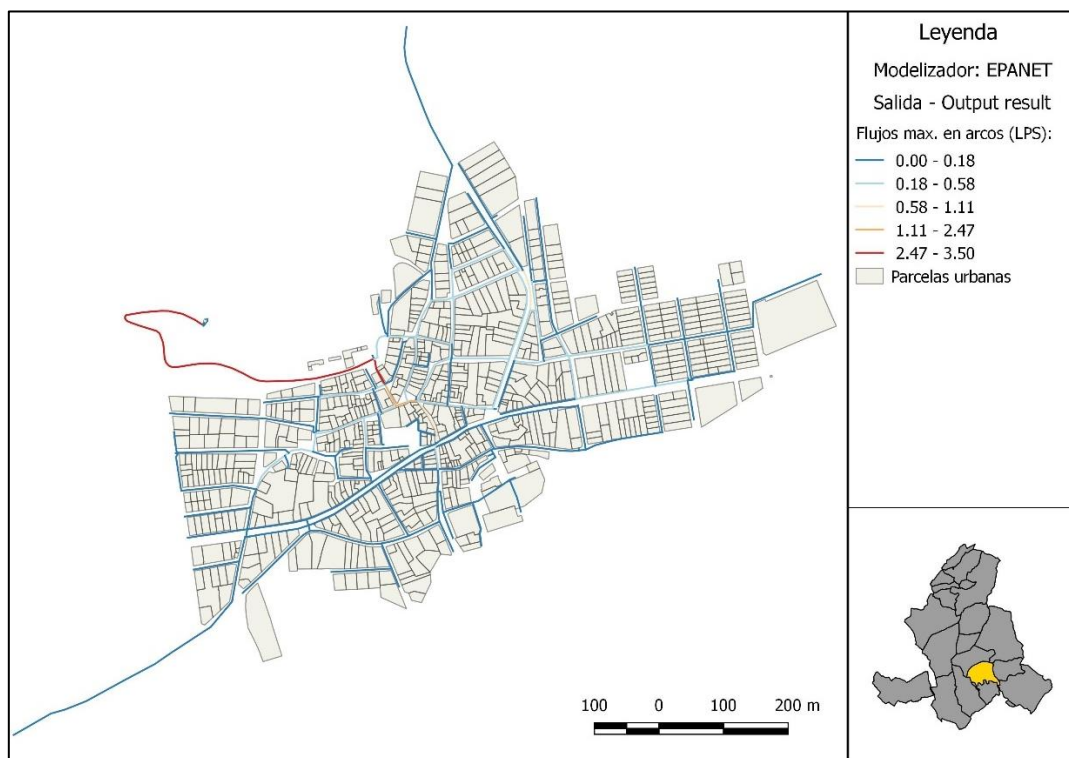 Leyenda
Modelizador: EPANET
Salida - Output result
Flujos max. en arcos (LPS):
0.00 - 0.18
0.18 - 0.58
0.58 - 1.11
1.11 - 2.47
2.47 - 3.50
Parcelas urbanas
100 0 100 200 m